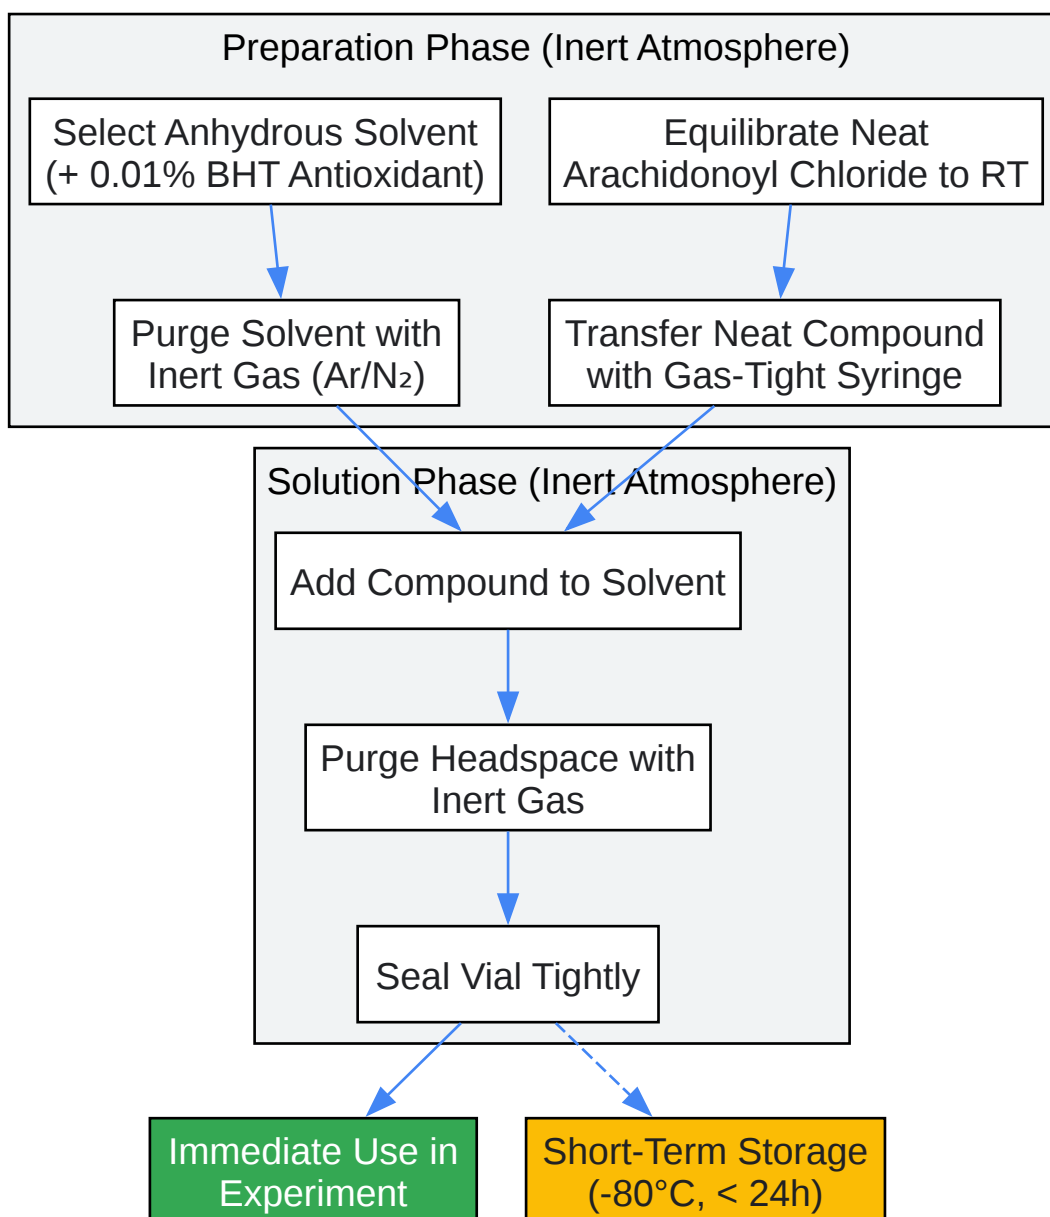 Preparation Phase (Inert Atmosphere)
Select Anhydrous Solvent
(+ 0.01% BHT Antioxidant)
Equilibrate Neat
Arachidonoyl Chloride to RT
Purge Solvent with
Inert Gas (Ar/N₂)
Transfer Neat Compound
with Gas-Tight Syringe
Solution Phase (Inert Atmosphere)
Add Compound to Solvent
Purge Headspace with
Inert Gas
Seal Vial Tightly
Immediate Use in
Experiment
Short-Term Storage
(-80°C, < 24h)